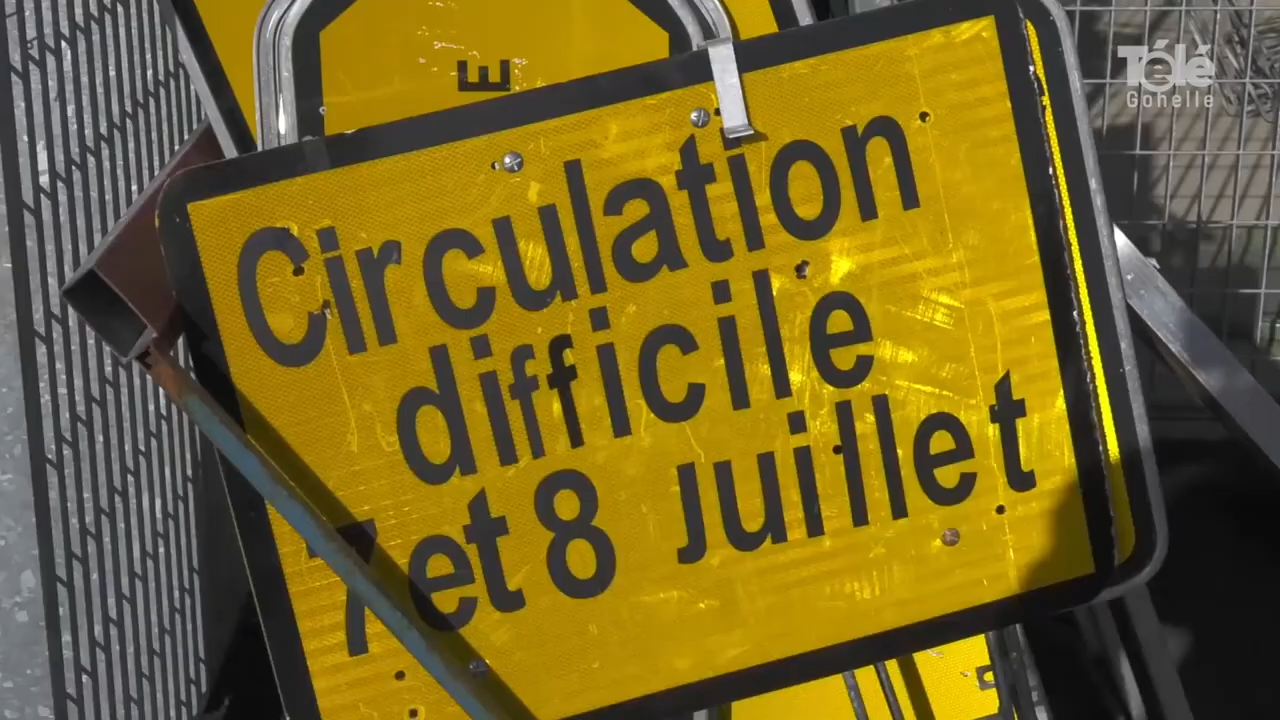 Télé
Gohelle
E
Circulation
difficile
7 et 8 Juillet